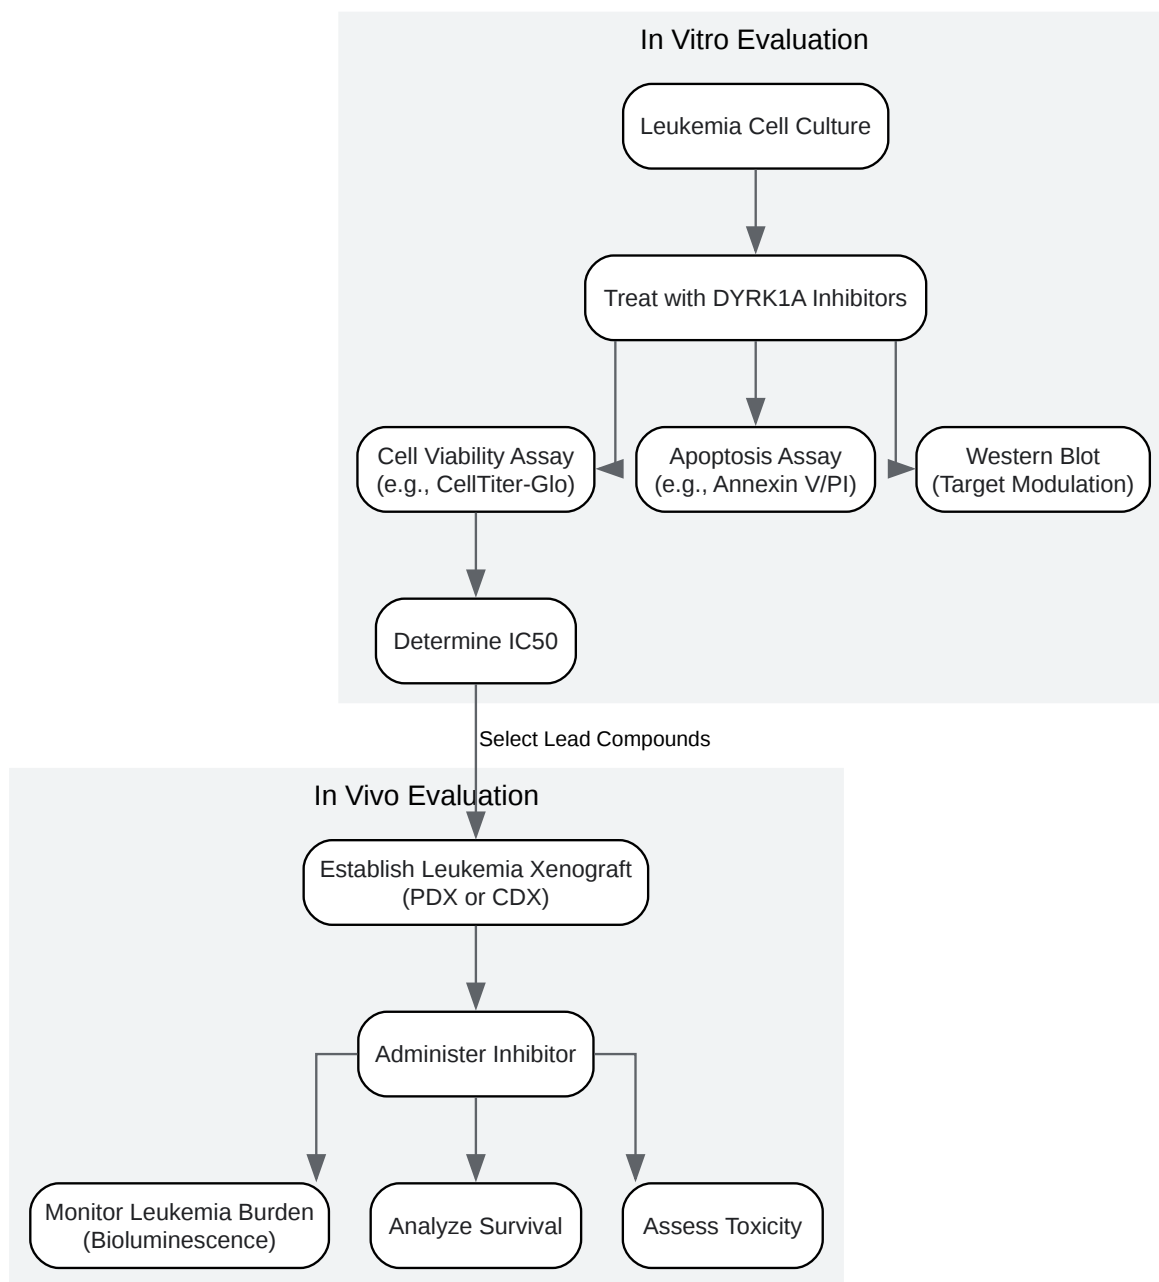 In Vitro Evaluation
Leukemia Cell Culture
Treat with DYRK1A Inhibitors
Cell Viability Assay
(e.g., CellTiter-Glo)
Apoptosis Assay
(e.g., Annexin V/PI)
Western Blot
(Target Modulation)
Determine IC50
Select Lead Compounds
In Vivo Evaluation
Establish Leukemia Xenograft
(PDX or CDX)
Administer Inhibitor
Monitor Leukemia Burden
(Bioluminescence)
Analyze Survival
Assess Toxicity